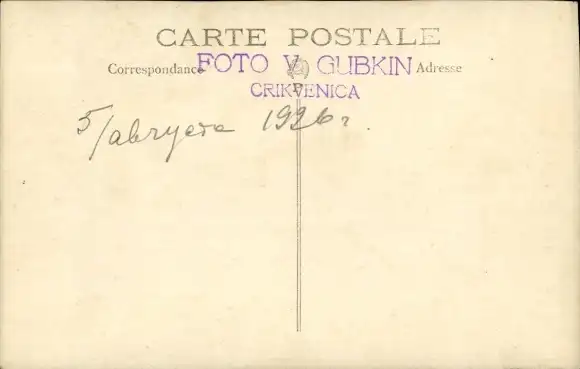 CARTE POSTALE
Correspondance
Adresse
FOTO V. GUBKIN
CRIKVENICA
5/августа 1926 г.